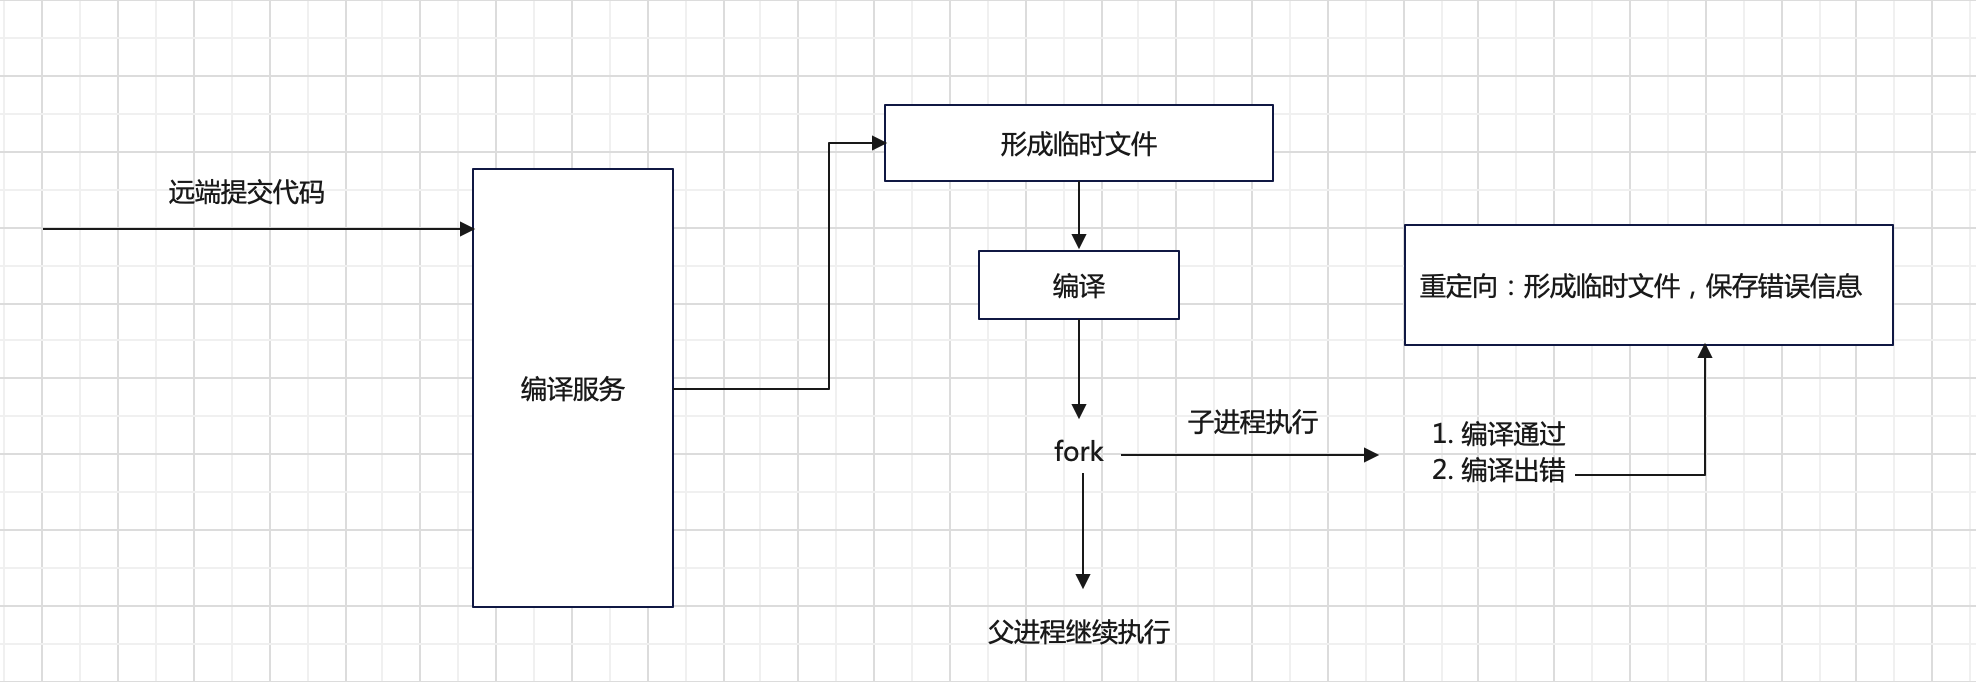 远端提交代码
编译服务
形成临时文件
编译
fork
子进程执行
父进程继续执行
1. 编译通过
2. 编译出错
重定向：形成临时文件，保存错误信息